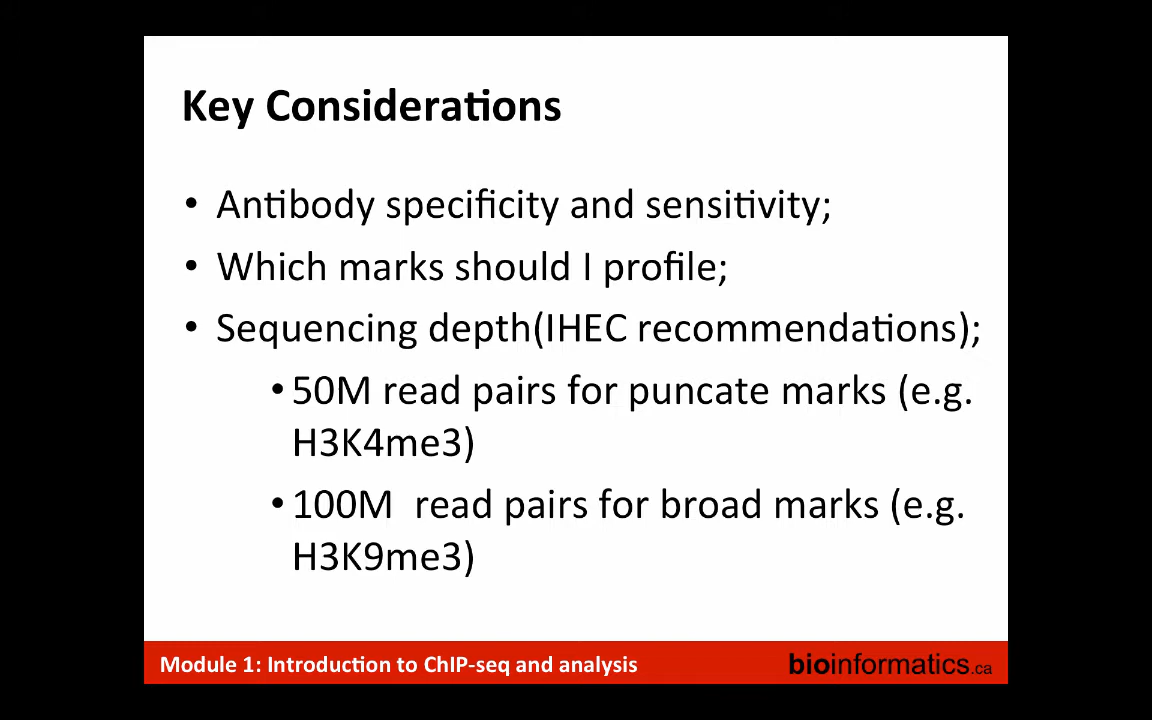 Key Considerations
• Antibody specificity and sensitivity;
• Which marks should I profile;
• Sequencing depth(IHEC recommendations);
• 50M read pairs for puncate marks (e.g.
H3K4me3)
• 100M  read pairs for broad marks (e.g.
H3K9me3)
Module 1: Introduction to ChIP-seq and analysis
bioinformatics.ca